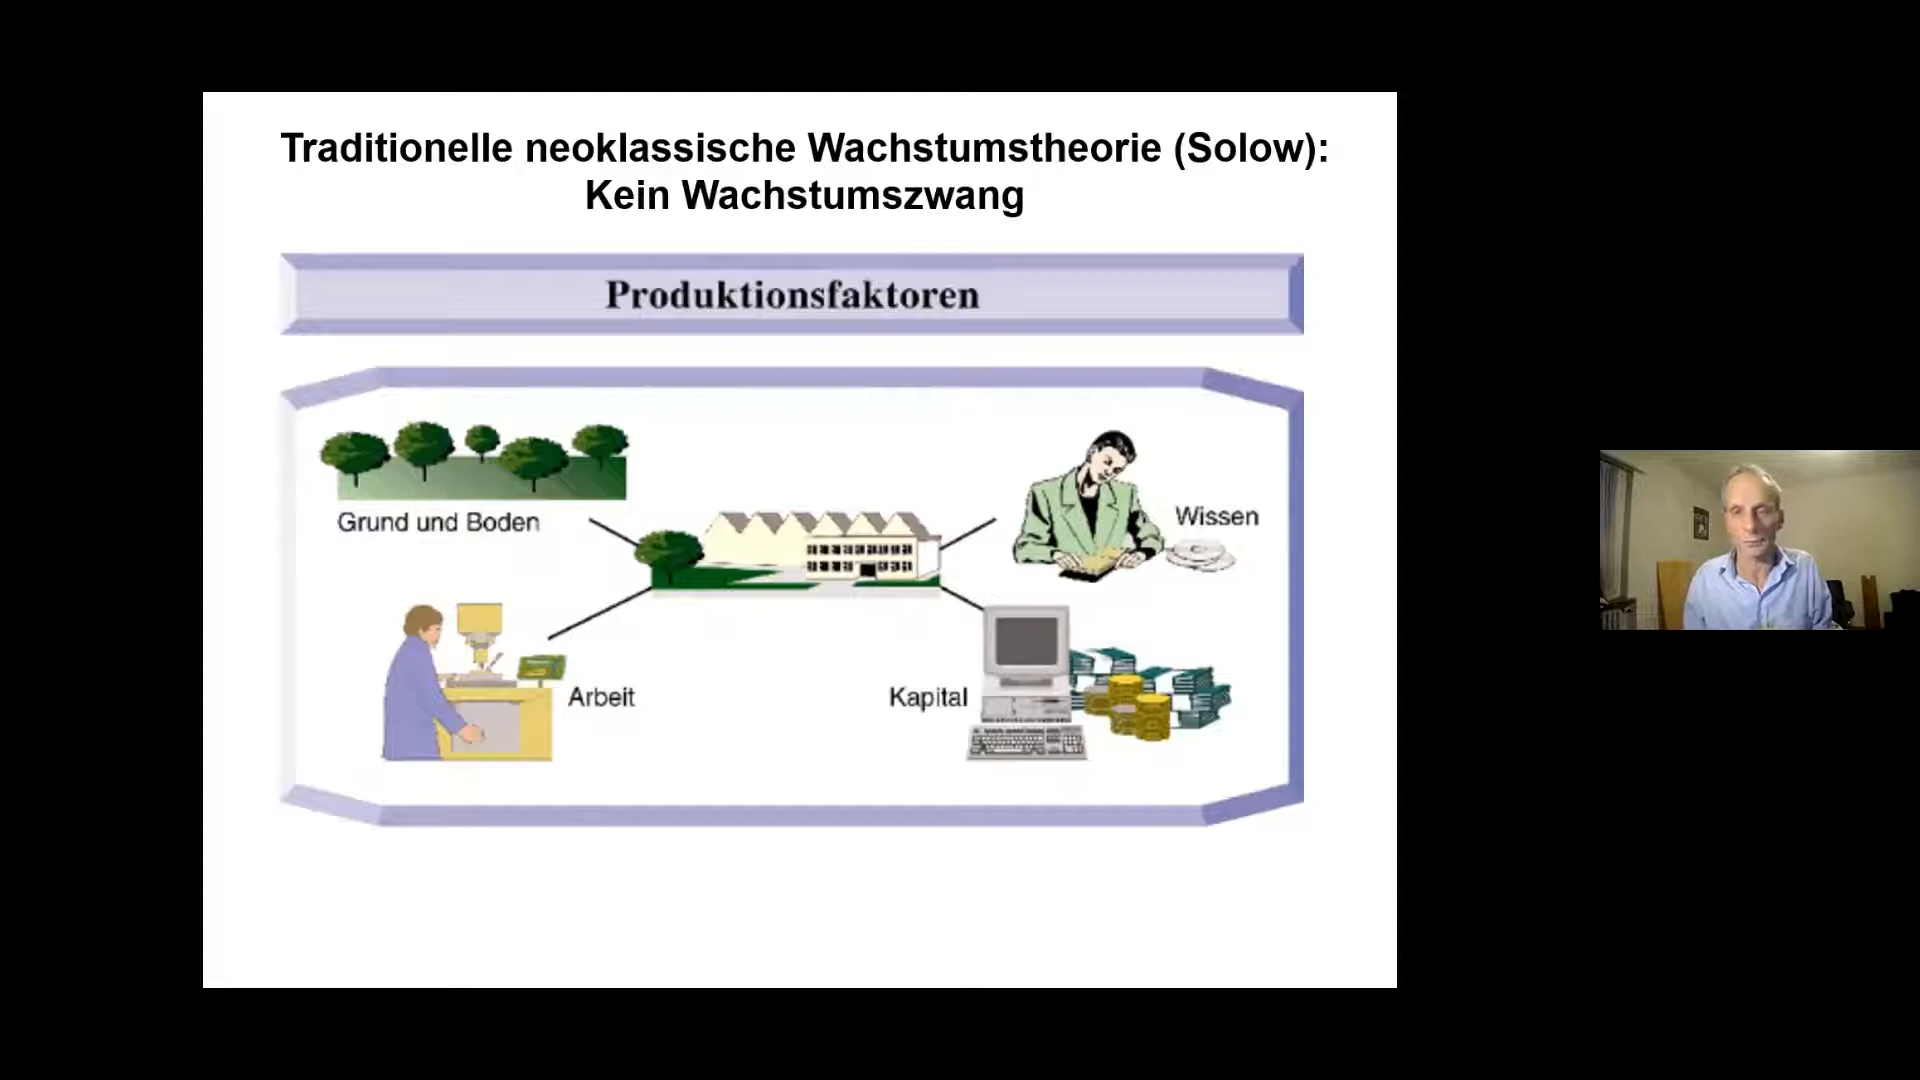 Traditionelle neoklassische Wachstumstheorie (Solow):
Kein Wachstumszwang
Produktionsfaktoren
Grund und Boden
Wissen
Arbeit
Kapital